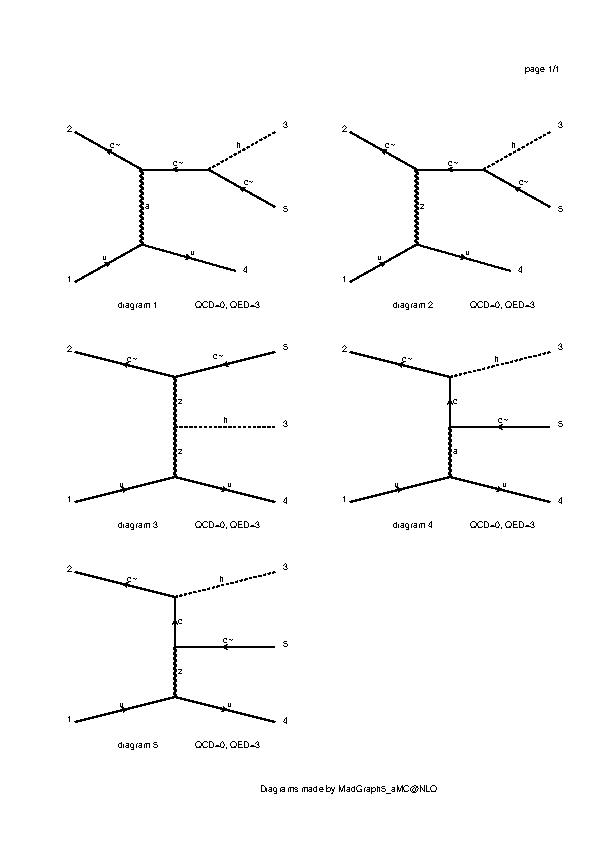 page 1/1
2 c~ h 3
c~ c~ 5
a
1 u u 4
diagram 1 QCD=0, QED=3
2 c~ h 3
c~ c~ 5
z
1 u u 4
diagram 2 QCD=0, QED=3
2 c~ c~ 5
z
h 3
z
1 u u 4
diagram 3 QCD=0, QED=3
2 c~ h 3
c
c~ 5
a
1 u u 4
diagram 4 QCD=0, QED=3
2 c~ h 3
c
c~ 5
z
1 u u 4
diagram 5 QCD=0, QED=3
Diagrams made by MadGraph5_aMC@NLO